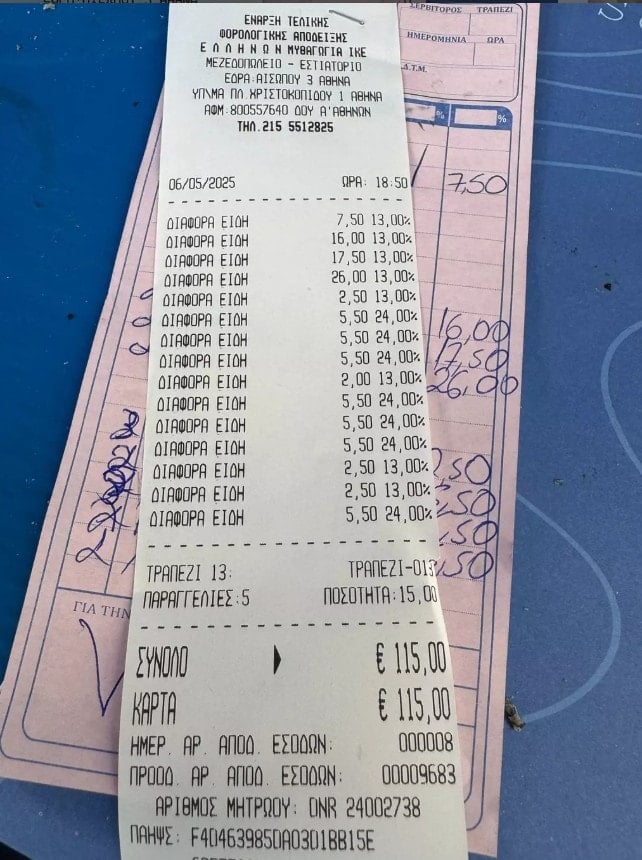 ΕΝΑΡΞΗ ΤΕΛΙΚΗΣ
ΦΟΡΟΛΟΓΙΚΗΣ ΑΠΟΔΕΙΞΗΣ
Ε Λ Λ Η Ν Ω Ν ΜΥΘΑΓΩΓΙΑ ΙΚΕ
ΜΕΖΕΔΟΠΩΛΕΙΟ - ΕΣΤΙΑΤΟΡΙΟ
ΕΔΡΑ:ΑΙΣΩΠΟΥ 3 ΑΘΗΝΑ
ΥΠ\ΜΑ ΠΛ.ΧΡΙΣΤΟΚΟΠΙΔΟΥ 1 ΑΘΗΝΑ
ΑΦΜ:800557640 ΔΟΥ Α'ΑΘΗΝΩΝ
ΤΗΛ.215 5512825
06/05/2025 ΩΡΑ: 18:50
ΔΙΑΦΟΡΑ ΕΙΔΗ 7,50 13,00%
ΔΙΑΦΟΡΑ ΕΙΔΗ 16,00 13,00%
ΔΙΑΦΟΡΑ ΕΙΔΗ 17,50 13,00%
ΔΙΑΦΟΡΑ ΕΙΔΗ 26,00 13,00%
ΔΙΑΦΟΡΑ ΕΙΔΗ 2,50 13,00%
ΔΙΑΦΟΡΑ ΕΙΔΗ 5,50 24,00%
ΔΙΑΦΟΡΑ ΕΙΔΗ 5,50 24,00%
ΔΙΑΦΟΡΑ ΕΙΔΗ 5,50 24,00%
ΔΙΑΦΟΡΑ ΕΙΔΗ 2,00 13,00%
ΔΙΑΦΟΡΑ ΕΙΔΗ 5,50 24,00%
ΔΙΑΦΟΡΑ ΕΙΔΗ 5,50 24,00%
ΔΙΑΦΟΡΑ ΕΙΔΗ 5,50 24,00%
ΔΙΑΦΟΡΑ ΕΙΔΗ 2,50 13,00%
ΔΙΑΦΟΡΑ ΕΙΔΗ 2,50 13,00%
ΔΙΑΦΟΡΑ ΕΙΔΗ 5,50 24,00%
ΤΡΑΠΕΖΙ 13: ΤΡΑΠΕΖΙ-013
ΠΑΡΑΓΓΕΛΙΕΣ:5 ΠΟΣΟΤΗΤΑ:15,00
ΣΥΝΟΛΟ € 115,00
ΚΑΡΤΑ € 115,00
ΗΜΕΡ. ΑΡ. ΑΠΟΔ. ΕΣΟΔΩΝ: 000008
ΠΡΟΟΔ. ΑΡ. ΑΠΟΔ. ΕΣΟΔΩΝ: 00009683
ΑΡΙΘΜΟΣ ΜΗΤΡΩΟΥ: DNR 24002738
ΠΑΗΨΣ: F4D463985DA03D1BB15E
ΣΕΡΒΙΤΟΡΟΣ ΤΡΑΠΕΖΙ
ΗΜΕΡΟΜΗΝΙΑ ΩΡΑ
Δ.Τ.Μ.
% %
7,50
16,00
17,50
26,00
,50
,50
,50
,50
ΓΙΑ ΤΗΝ